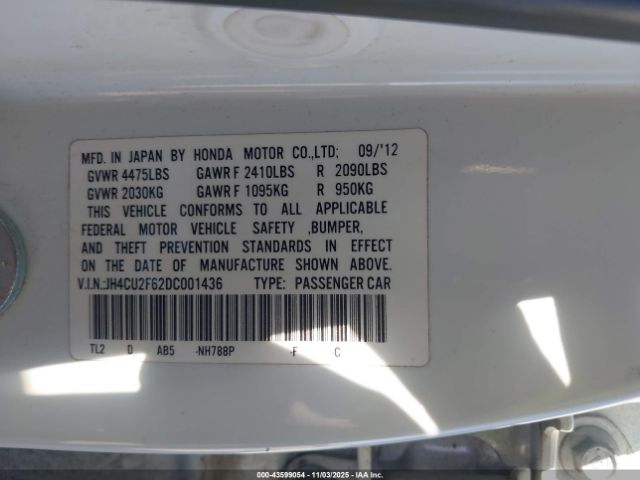 MFD. IN JAPAN BY HONDA MOTOR CO.,LTD; 09/'12
GVWR 4475LBS GAWR F 2410LBS R 2090LBS
GVWR 2030KG GAWR F 1095KG R 950KG
THIS VEHICLE CONFORMS TO ALL APPLICABLE
FEDERAL MOTOR VEHICLE SAFETY ,BUMPER,
AND THEFT PREVENTION STANDARDS IN EFFECT
ON THE DATE OF MANUFACTURE SHOWN ABOVE.
V.I.N.:JH4CU2F62DC001436 TYPE: PASSENGER CAR
TL2 D AB5 -NH788P -F C
000-43599054 - 11/03/2025 - IAAI.COM